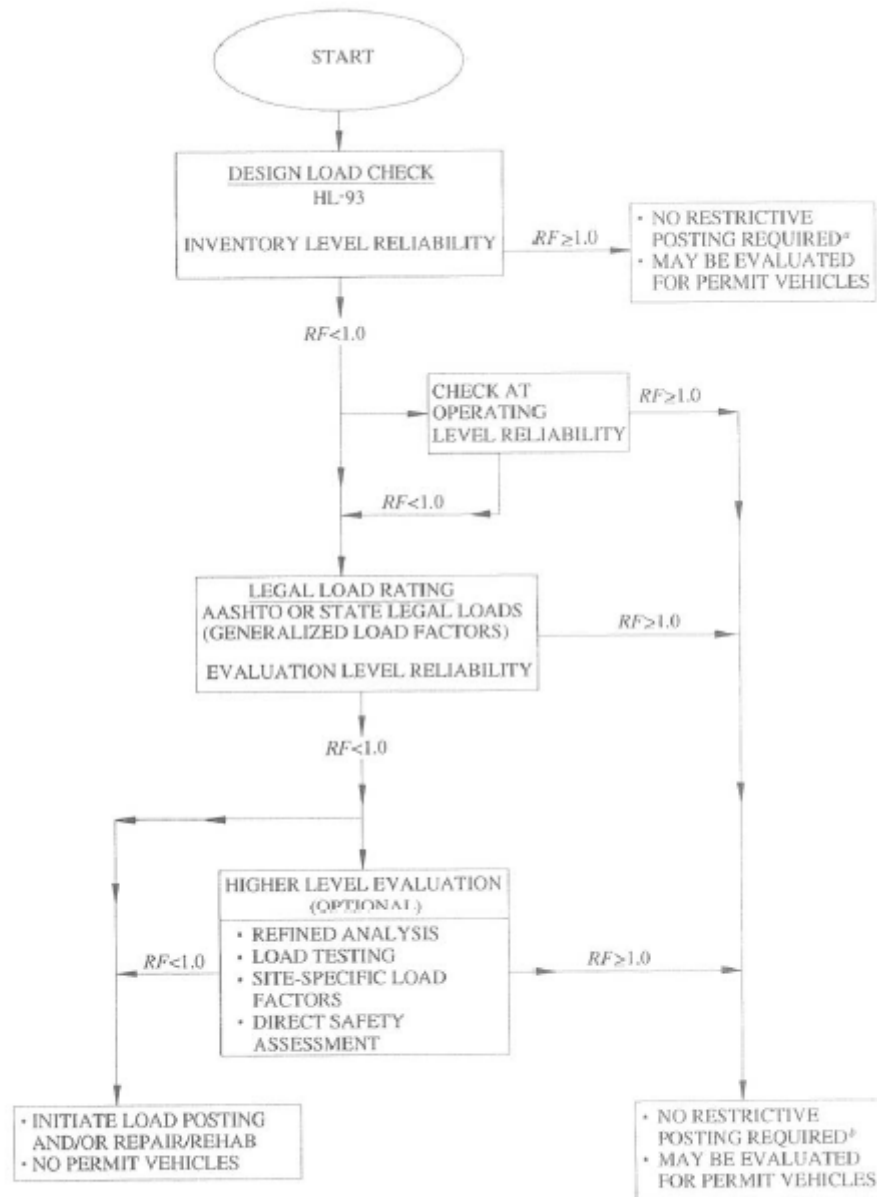 START
DESIGN LOAD CHECK
HL-93
INVENTORY LEVEL RELIABILITY
RF≥1.0
• NO RESTRICTIVE
POSTING REQUIREDᵃ
• MAY BE EVALUATED
FOR PERMIT VEHICLES
RF<1.0
CHECK AT
OPERATING
LEVEL RELIABILITY
RF≥1.0
RF<1.0
LEGAL LOAD RATING
AASHTO OR STATE LEGAL LOADS
(GENERALIZED LOAD FACTORS)
EVALUATION LEVEL RELIABILITY
RF≥1.0
RF<1.0
HIGHER LEVEL EVALUATION
(OPTIONAL)
• REFINED ANALYSIS
• LOAD TESTING
• SITE-SPECIFIC LOAD
FACTORS
• DIRECT SAFETY
ASSESSMENT
RF<1.0
RF≥1.0
• INITIATE LOAD POSTING
AND/OR REPAIR/REHAB
• NO PERMIT VEHICLES
• NO RESTRICTIVE
POSTING REQUIREDᵇ
• MAY BE EVALUATED
FOR PERMIT VEHICLES